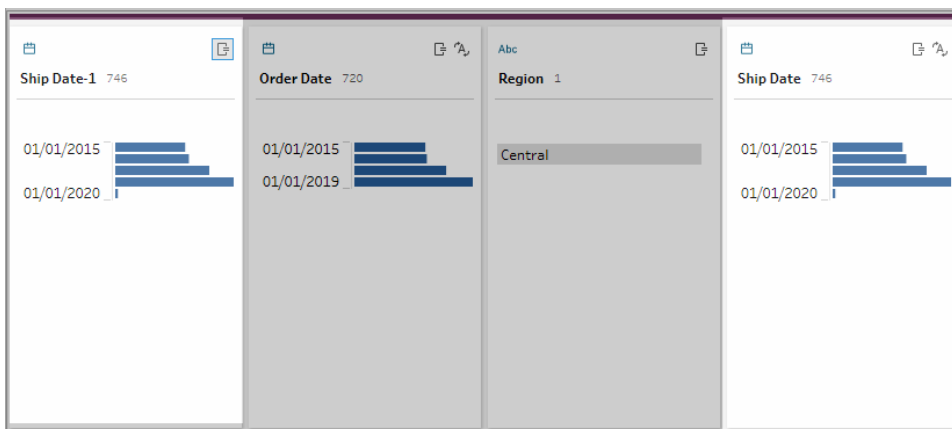 Ship Date-1 746
01/01/2015
01/01/2020
Order Date 720
01/01/2015
01/01/2019
Abc
Region 1
Central
Ship Date 746
01/01/2015
01/01/2020